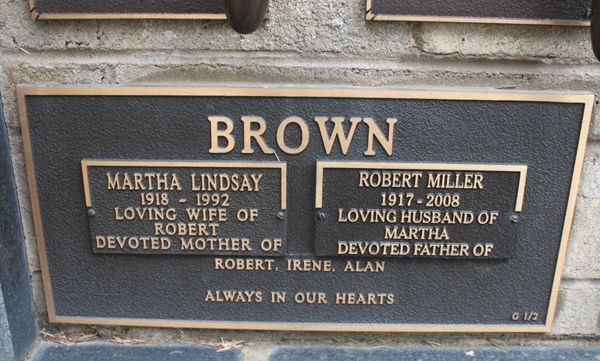 BROWN
MARTHA LINDSAY
1918 - 1992
LOVING WIFE OF
ROBERT
DEVOTED MOTHER OF
ROBERT MILLER
1917 - 2008
LOVING HUSBAND OF
MARTHA
DEVOTED FATHER OF
ROBERT, IRENE, ALAN
ALWAYS IN OUR HEARTS
G 1/2